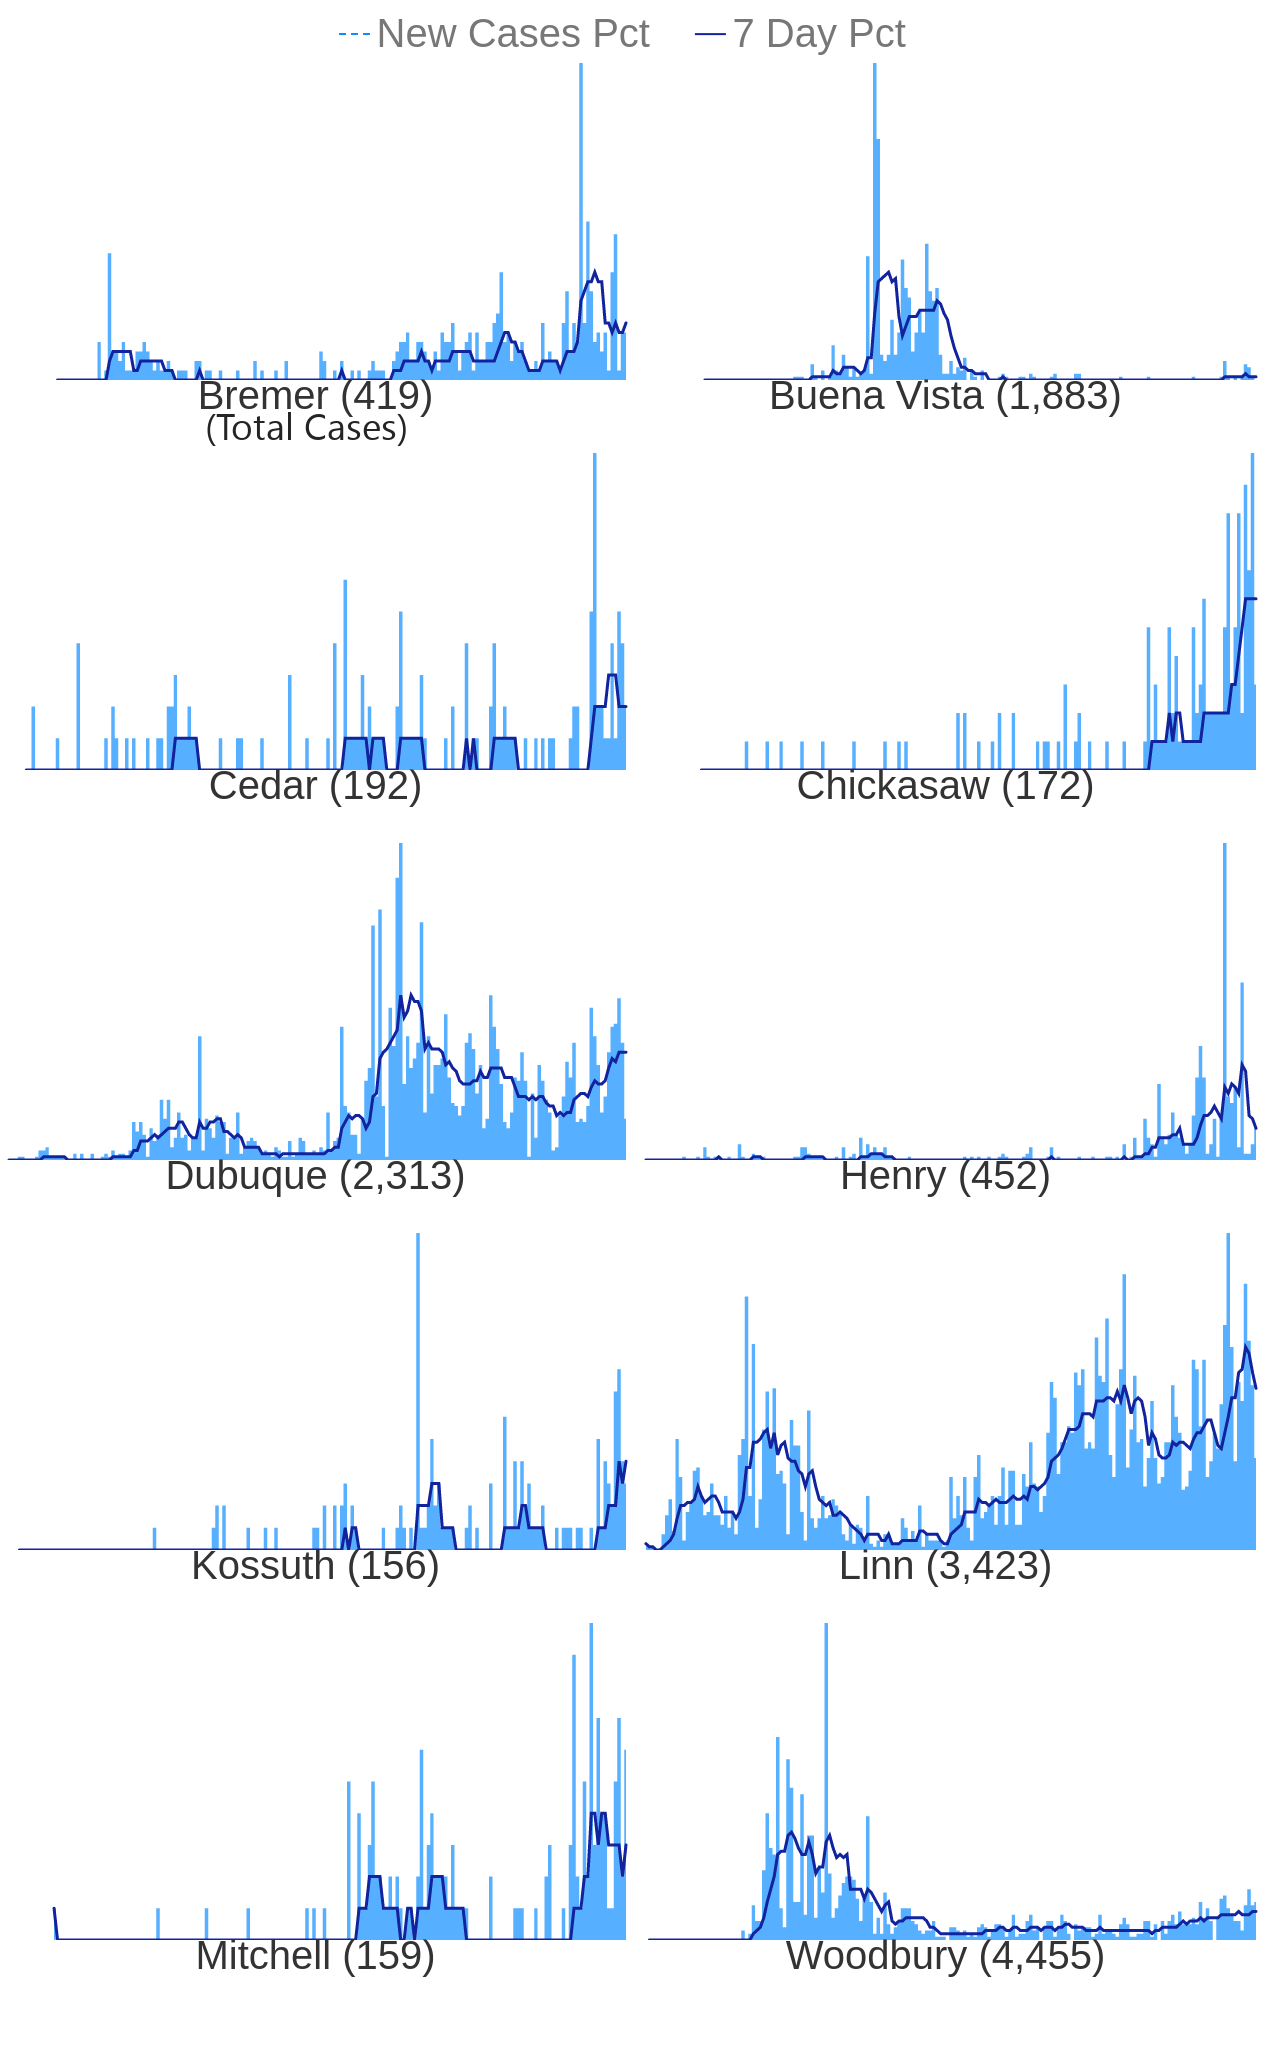 New Cases Pct 7 Day Pct
Bremer (419)
(Total Cases)
Buena Vista (1,883)
Cedar (192)
Chickasaw (172)
Dubuque (2,313)
Henry (452)
Kossuth (156)
Linn (3,423)
Mitchell (159)
Woodbury (4,455)